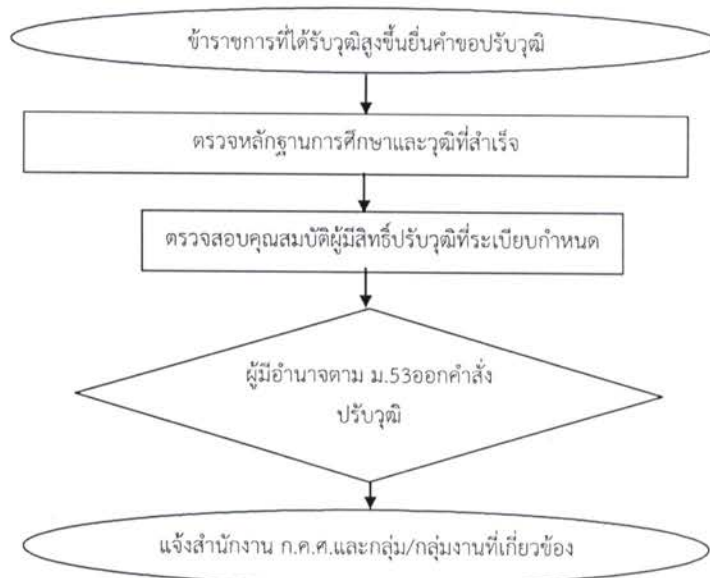 ข้าราชการที่ได้รับวุฒิสูงขึ้นยื่นคำขอปรับวุฒิ
ตรวจหลักฐานการศึกษาและวุฒิที่สำเร็จ
ตรวจสอบคุณสมบัติผู้มีสิทธิ์ปรับวุฒิที่ระเบียบกำหนด
ผู้มีอำนาจตาม ม.53ออกคำสั่ง
ปรับวุฒิ
แจ้งสำนักงาน ก.ค.ศ.และกลุ่ม/กลุ่มงานที่เกี่ยวข้อง